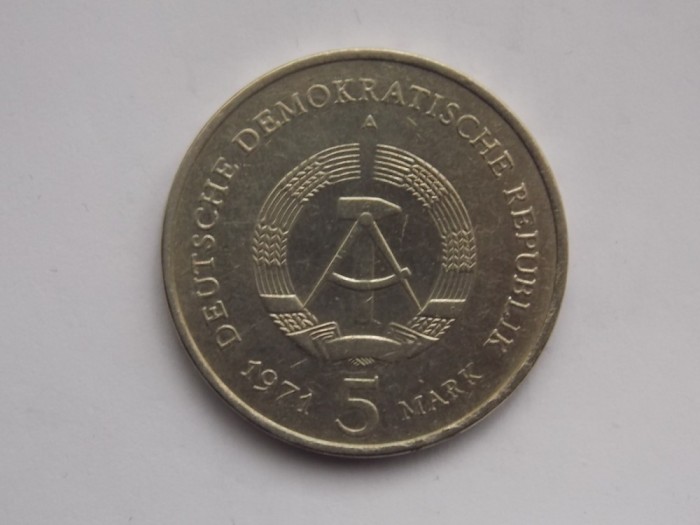 DEUTSCHE DEMOKRATISCHE REPUBLIK
A
1971 5 MARK